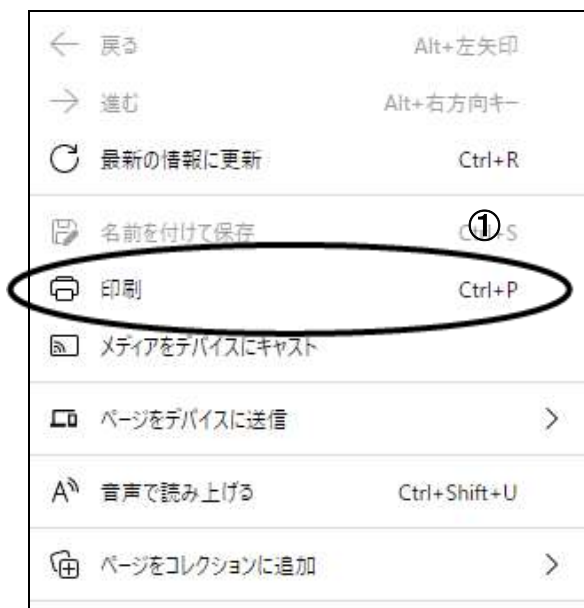 戻る Alt+左矢印
進む Alt+右方向キー
最新の情報に更新 Ctrl+R
①
名前を付けて保存 Ctrl+S
印刷 Ctrl+P
メディアをデバイスにキャスト
ページをデバイスに送信
音声で読み上げる Ctrl+Shift+U
ページをコレクションに追加